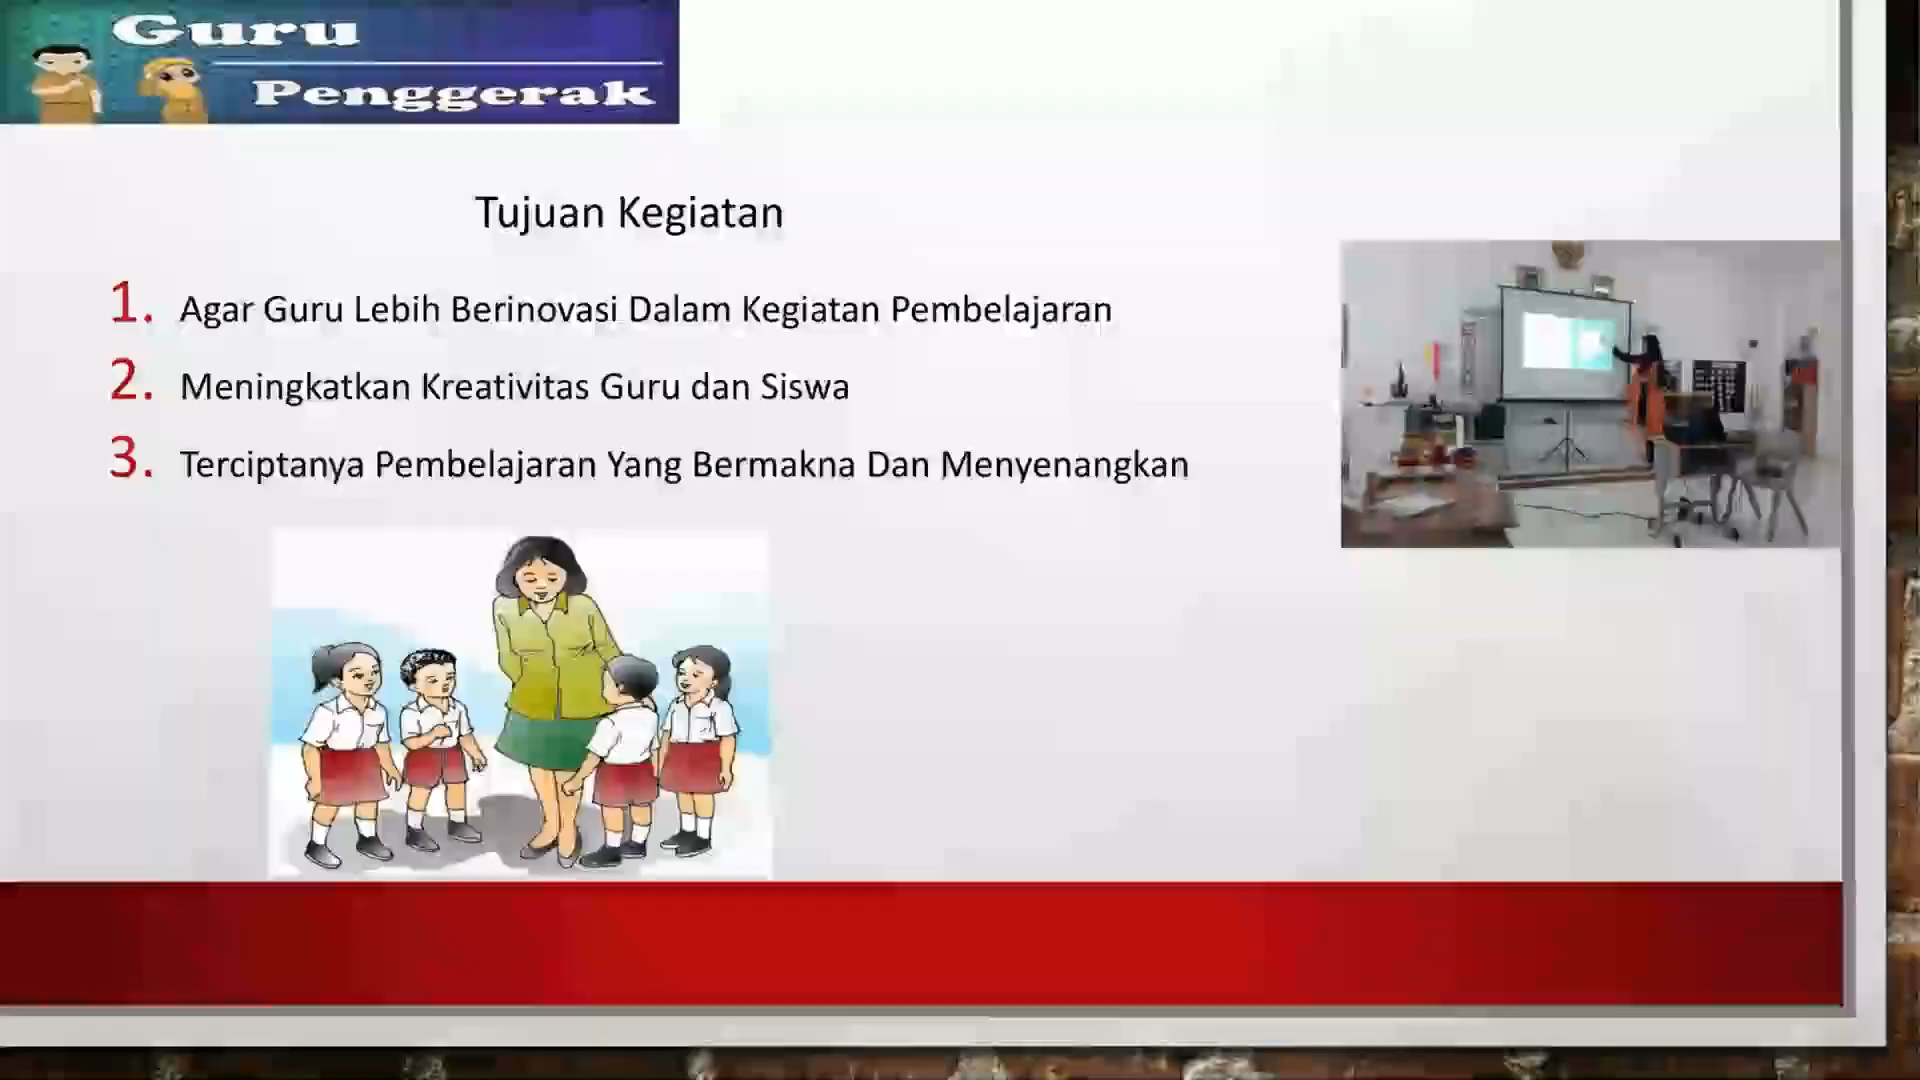 Guru
Penggerak
Tujuan Kegiatan
1. Agar Guru Lebih Berinovasi Dalam Kegiatan Pembelajaran
2. Meningkatkan Kreativitas Guru dan Siswa
3. Terciptanya Pembelajaran Yang Bermakna Dan Menyenangkan